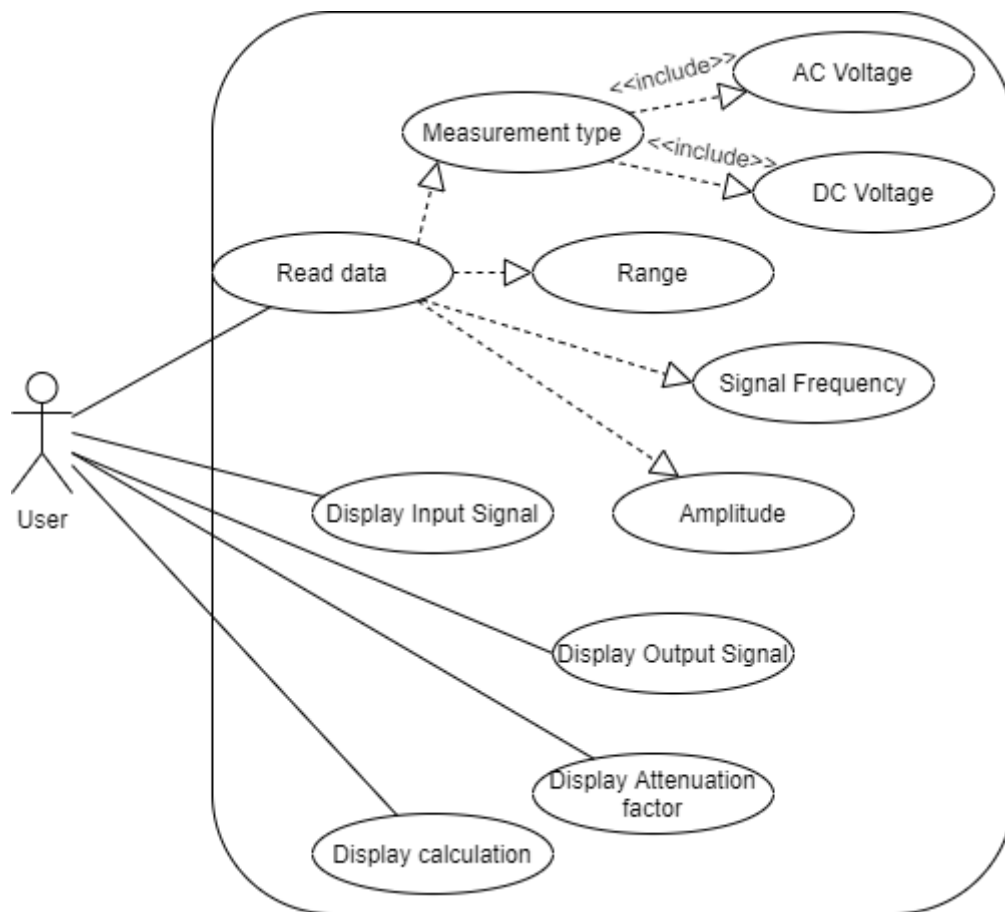 <<include>>
AC Voltage
Measurement type
<<include>>
DC Voltage
Read data
Range
Signal Frequency
User
Display Input Signal
Amplitude
Display Output Signal
Display Attenuation
factor
Display calculation